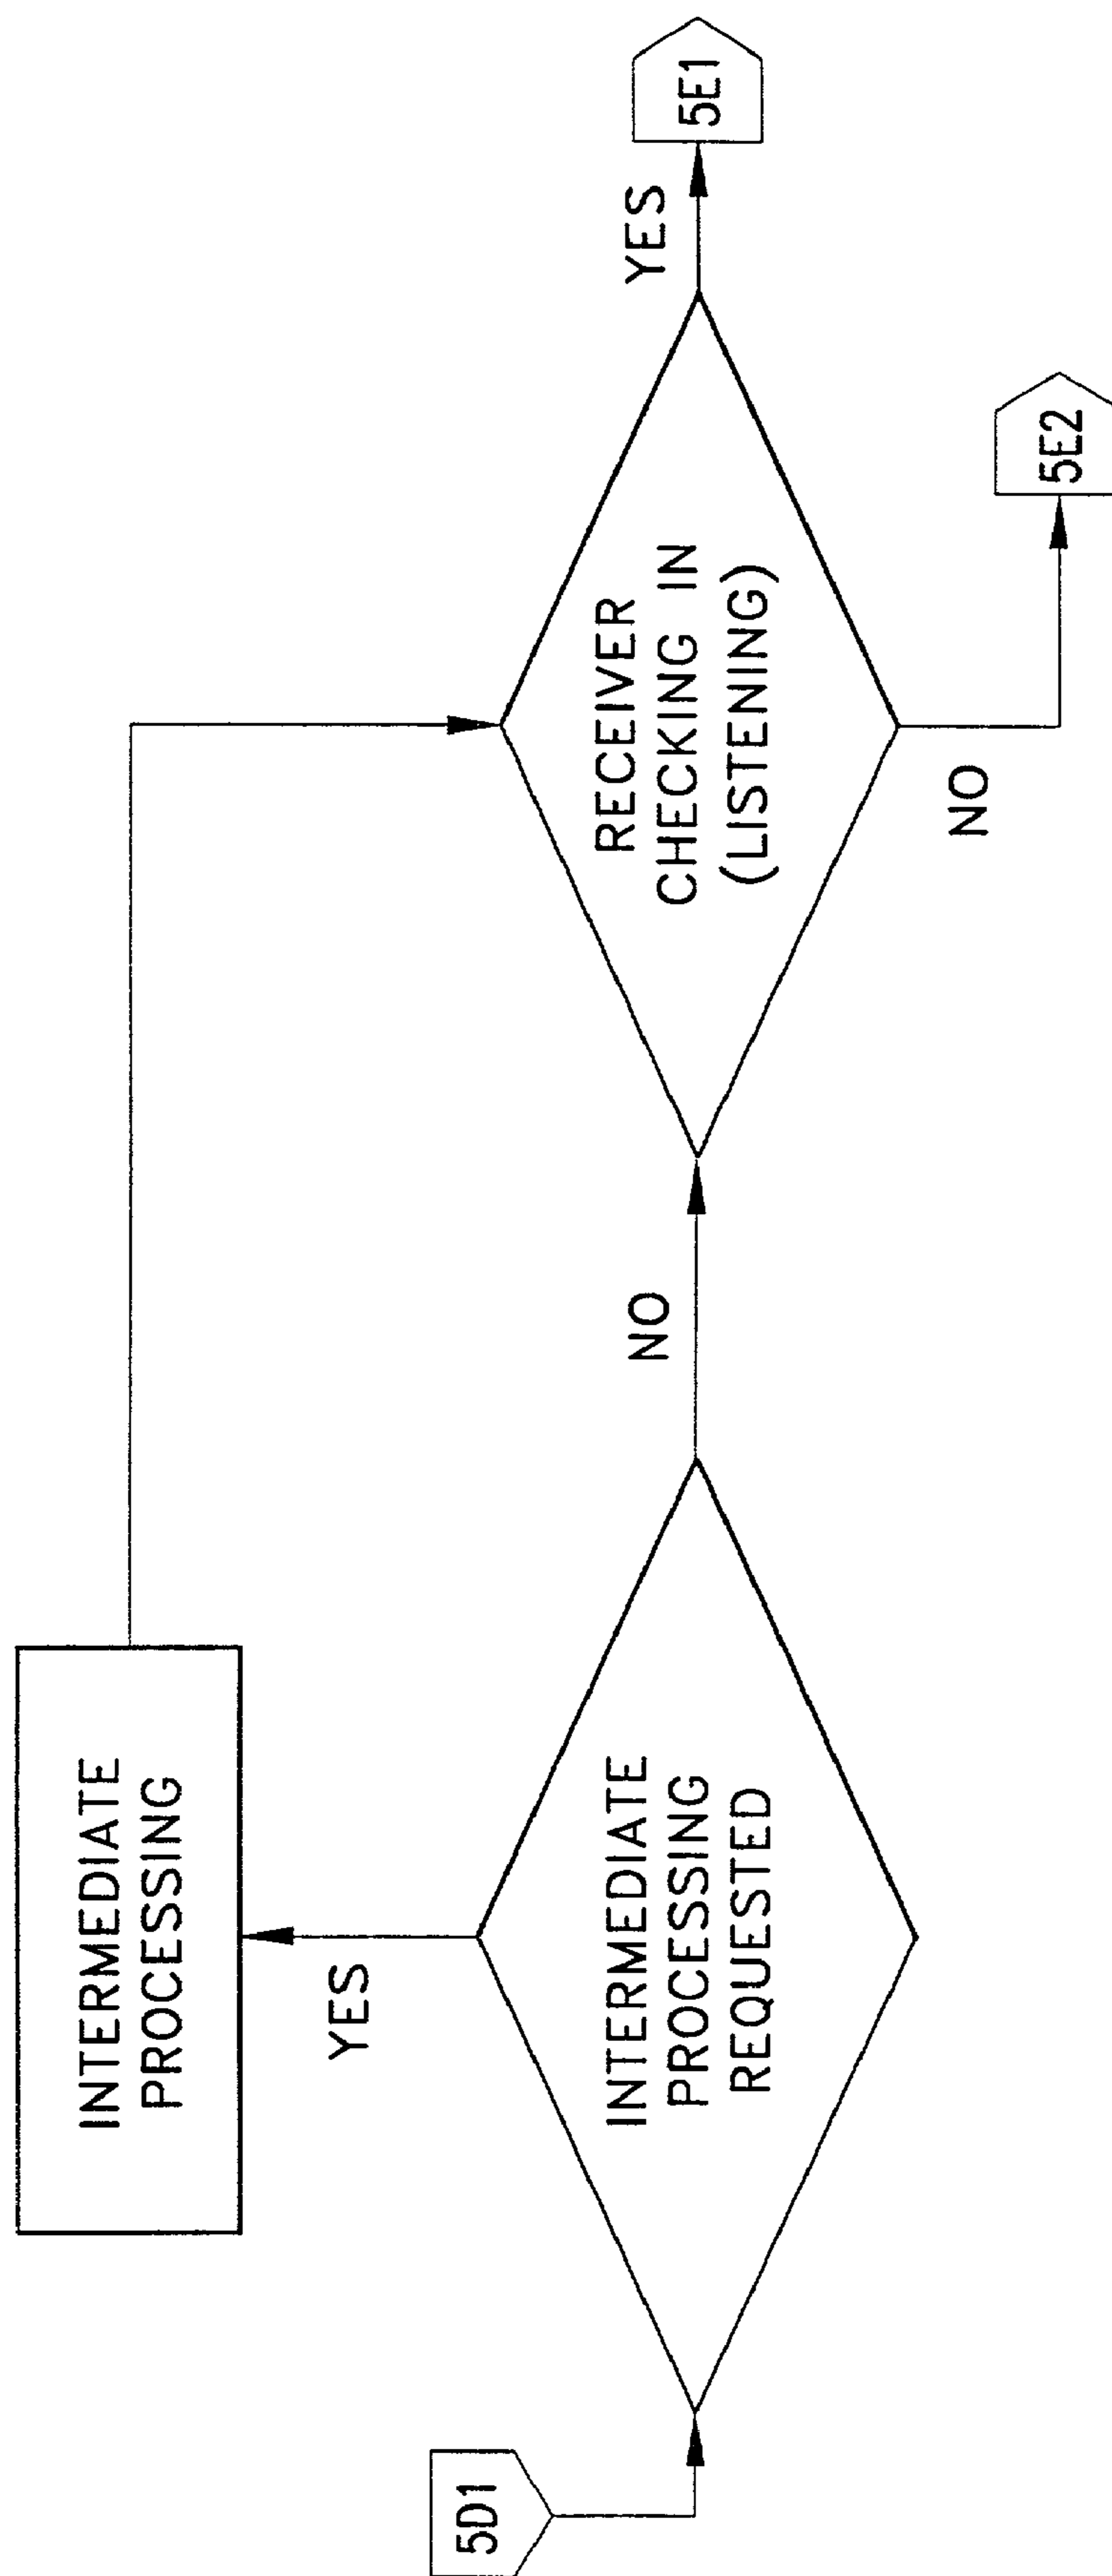 5D1
INTERMEDIATE
PROCESSING
REQUESTED
YES
INTERMEDIATE
PROCESSING
NO
RECEIVER
CHECKING IN
(LISTENING)
YES
5E1
NO
5E2